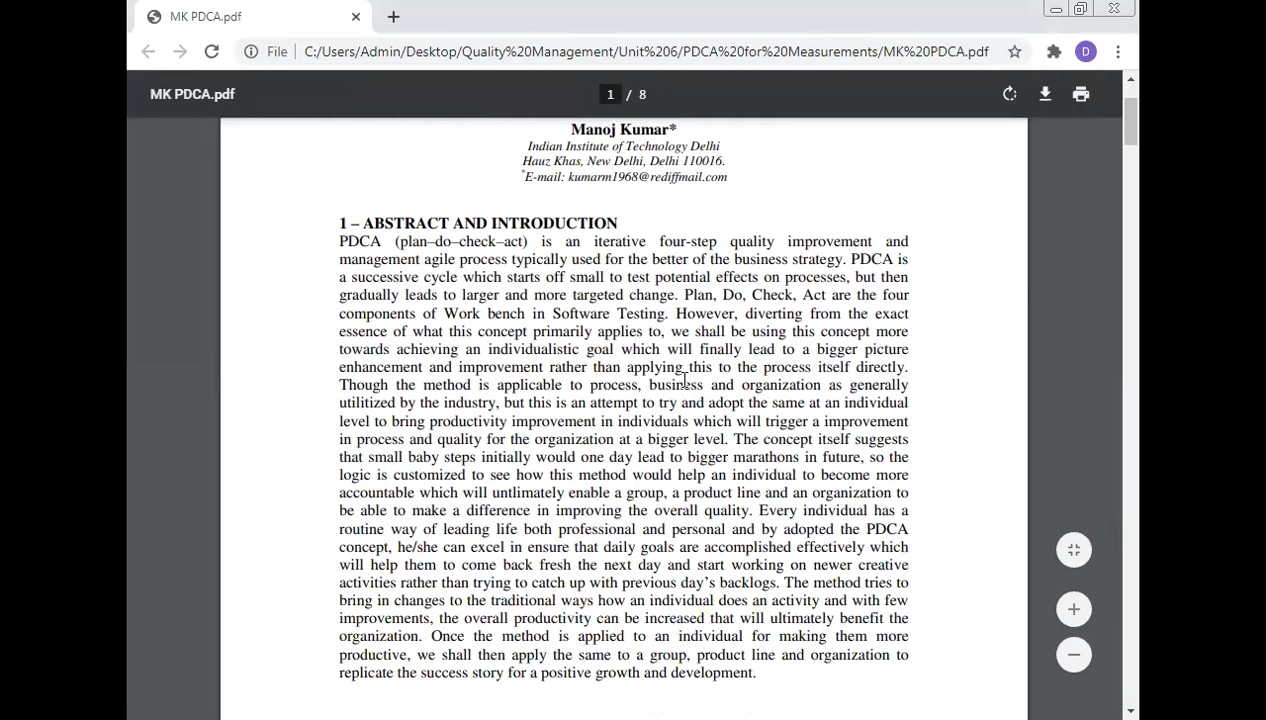 MK PDCA.pdf
File C:/Users/Admin/Desktop/Quality%20Management/Unit%206/PDCA%20for%20Measurements/MK%20PDCA.pdf
D
MK PDCA.pdf
1 / 8
Manoj Kumar*
Indian Institute of Technology Delhi
Hauz Khas, New Delhi, Delhi 110016.
*E-mail: kumarm1968@rediffmail.com
1 – ABSTRACT AND INTRODUCTION
PDCA (plan–do–check–act) is an iterative four-step quality improvement and
management agile process typically used for the better of the business strategy. PDCA is
a successive cycle which starts off small to test potential effects on processes, but then
gradually leads to larger and more targeted change. Plan, Do, Check, Act are the four
components of Work bench in Software Testing. However, diverting from the exact
essence of what this concept primarily applies to, we shall be using this concept more
towards achieving an individualistic goal which will finally lead to a bigger picture
enhancement and improvement rather than applying this to the process itself directly.
Though the method is applicable to process, business and organization as generally
utilitized by the industry, but this is an attempt to try and adopt the same at an individual
level to bring productivity improvement in individuals which will trigger a improvement
in process and quality for the organization at a bigger level. The concept itself suggests
that small baby steps initially would one day lead to bigger marathons in future, so the
logic is customized to see how this method would help an individual to become more
accountable which will untlimately enable a group, a product line and an organization to
be able to make a difference in improving the overall quality. Every individual has a
routine way of leading life both professional and personal and by adopted the PDCA
concept, he/she can excel in ensure that daily goals are accomplished effectively which
will help them to come back fresh the next day and start working on newer creative
activities rather than trying to catch up with previous day's backlogs. The method tries to
bring in changes to the traditional ways how an individual does an activity and with few
improvements, the overall productivity can be increased that will ultimately benefit the
organization. Once the method is applied to an individual for making them more
productive, we shall then apply the same to a group, product line and organization to
replicate the success story for a positive growth and development.